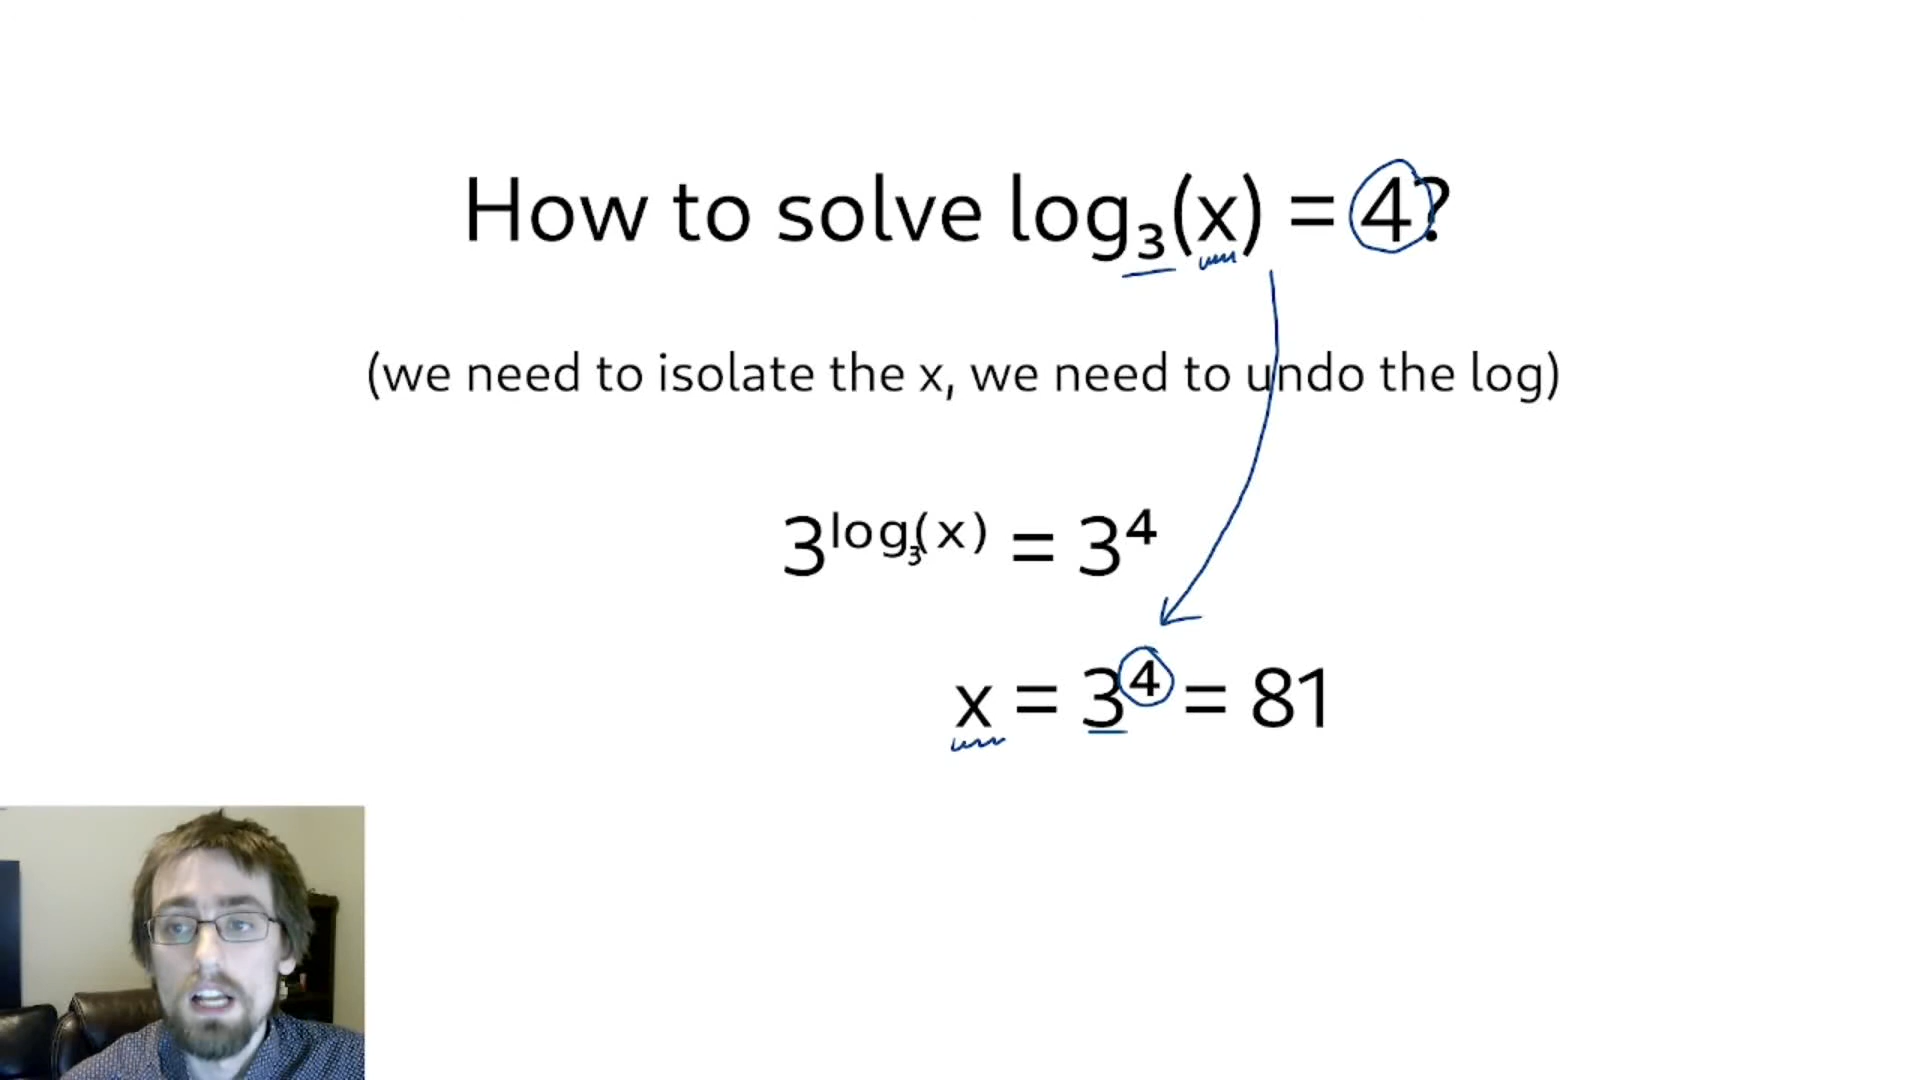 How to solve log₃(x) = 4?
(we need to isolate the x, we need to undo the log)
3^log₃(x) = 3⁴
x = 3⁴ = 81